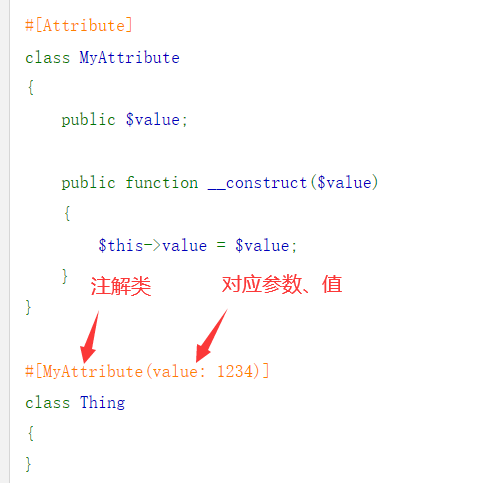 #[Attribute]
class MyAttribute
{
    public $value;
    public function __construct($value)
    {
        $this->value = $value;
    }
注解类
对应参数、值
}
#[MyAttribute(value: 1234)]
class Thing
{
}